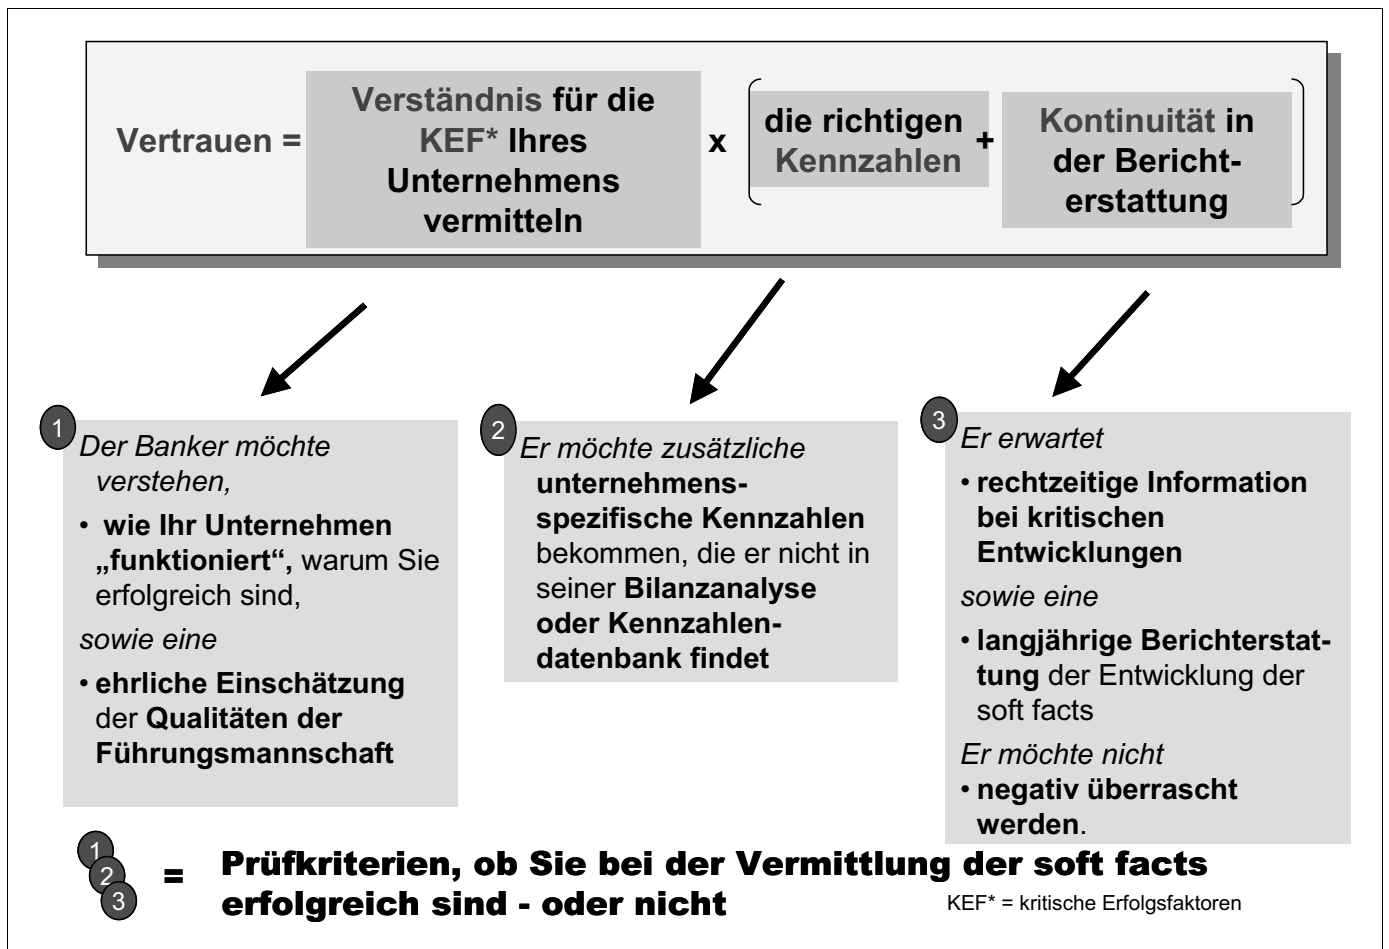 Vertrauen =
Verständnis für die
KEF* Ihres
Unternehmens
vermitteln
x
die richtigen
Kennzahlen
+
Kontinuität in
der Bericht-
erstattung
1
Der Banker möchte
verstehen,
• wie Ihr Unternehmen
„funktioniert“, warum Sie
erfolgreich sind,
sowie eine
• ehrliche Einschätzung
der Qualitäten der
Führungsmannschaft
2
Er möchte zusätzliche
unternehmens-
spezifische Kennzahlen
bekommen, die er nicht in
seiner Bilanzanalyse
oder Kennzahlen-
datenbank findet
3
Er erwartet
• rechtzeitige Information
bei kritischen
Entwicklungen
sowie eine
• langjährige Berichterstat-
tung der Entwicklung der
soft facts
Er möchte nicht
• negativ überrascht
werden.
1
2
3
= Prüfkriterien, ob Sie bei der Vermittlung der soft facts
erfolgreich sind - oder nicht
KEF* = kritische Erfolgsfaktoren